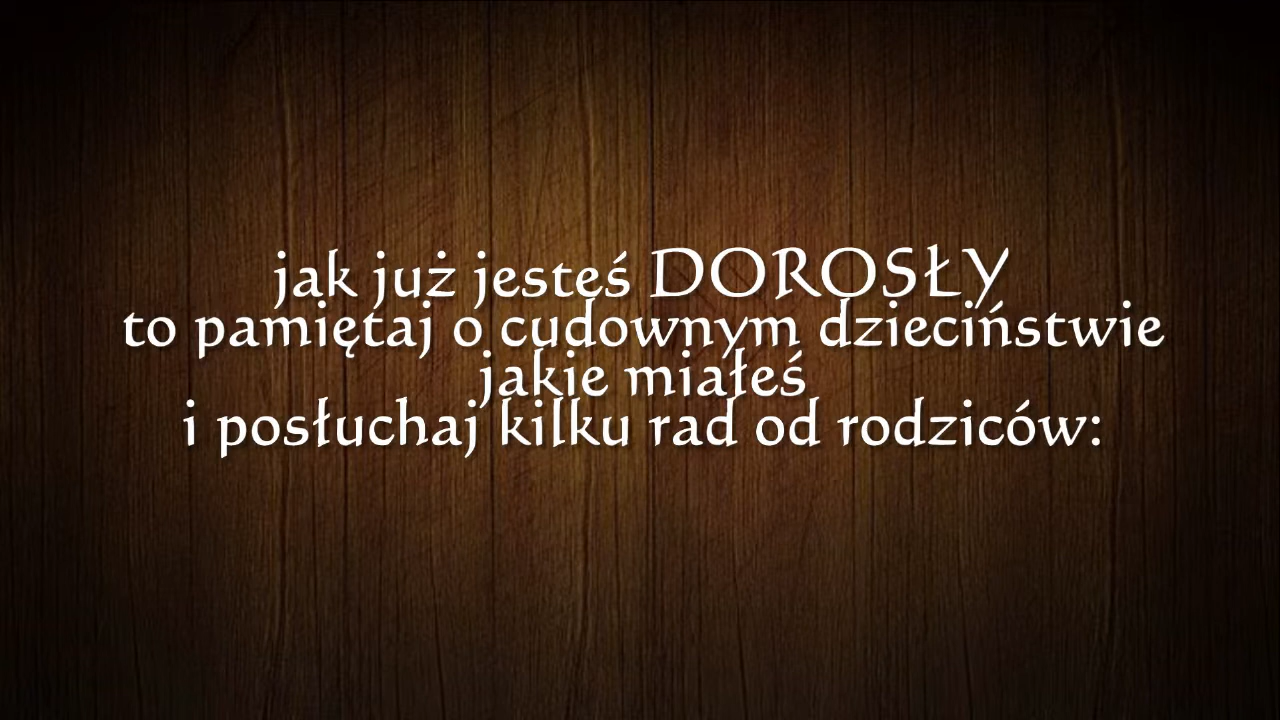 jak już jesteś DOROSŁY
to pamiętaj o cudownym dzieciństwie
jakie miałeś
i posłuchaj kilku rad od rodziców: